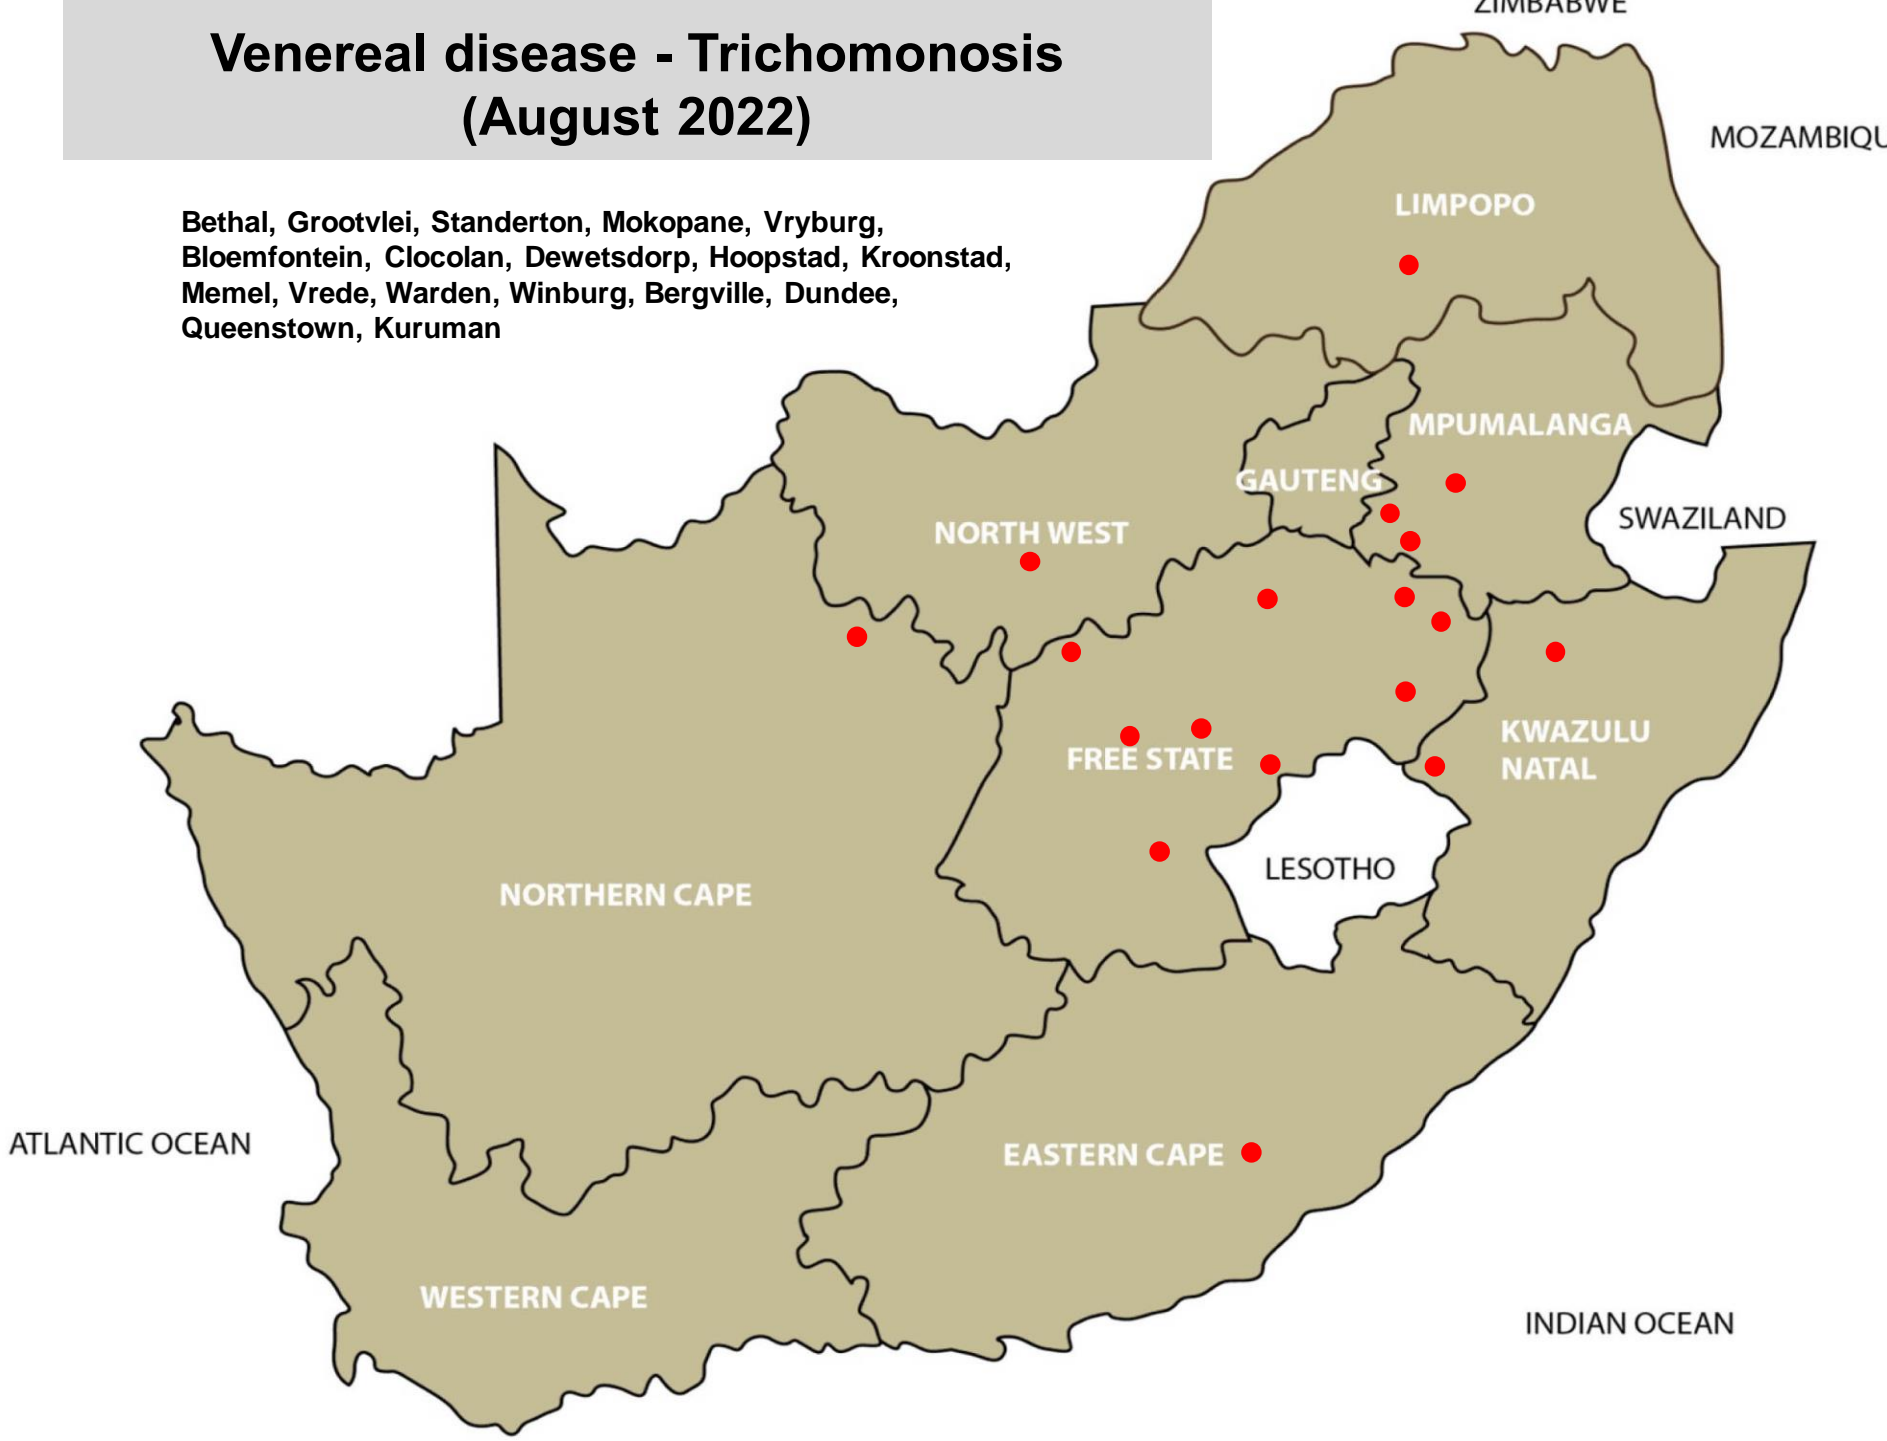 ZIMBABWE
Venereal disease - Trichomonosis
(August 2022)
MOZAMBIQU
LIMPOPO
Bethal, Grootvlei, Standerton, Mokopane, Vryburg,
Bloemfontein, Clocolan, Dewetsdorp, Hoopstad, Kroonstad,
Memel, Vrede, Warden, Winburg, Bergville, Dundee,
Queenstown, Kuruman
MPUMALANGA
GAUTENG
SWAZILAND
NORTH WEST
KWAZULU
NATAL
FREE STATE
LESOTHO
NORTHERN CAPE
ATLANTIC OCEAN
EASTERN CAPE
WESTERN CAPE
INDIAN OCEAN